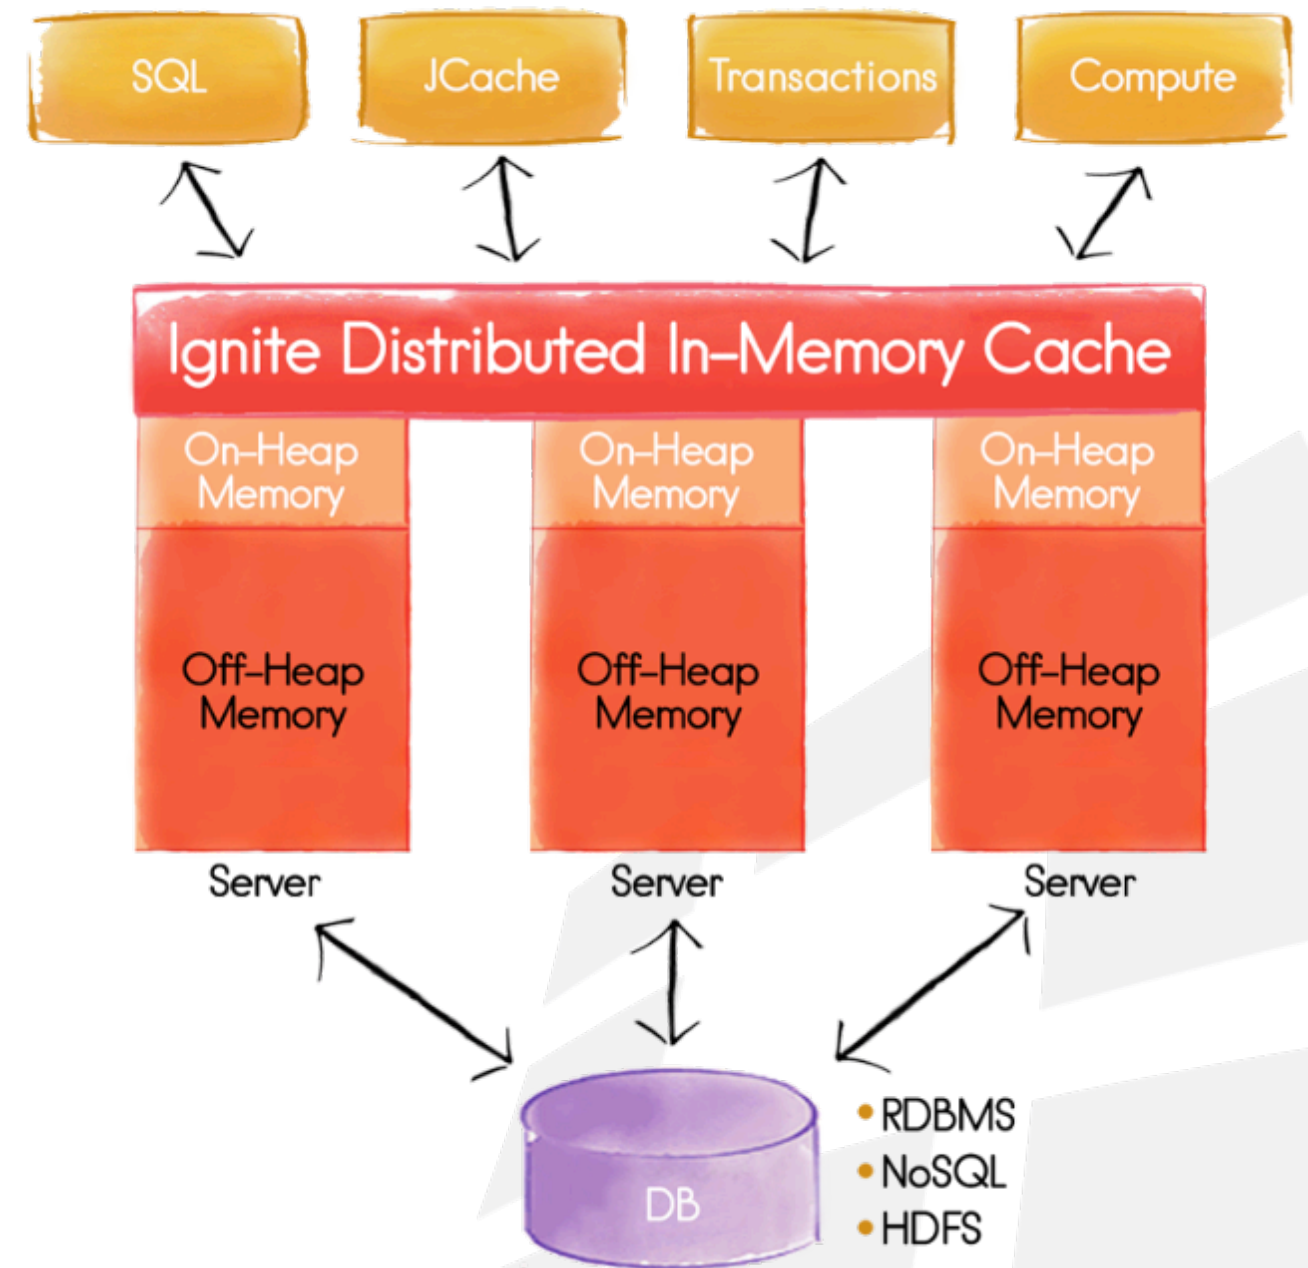 SQL
JCache
Transactions
Compute
Ignite Distributed In-Memory Cache
On-Heap
Memory
On-Heap
Memory
On-Heap
Memory
Off-Heap
Memory
Off-Heap
Memory
Off-Heap
Memory
Server
Server
Server
DB
• RDBMS
• NoSQL
• HDFS